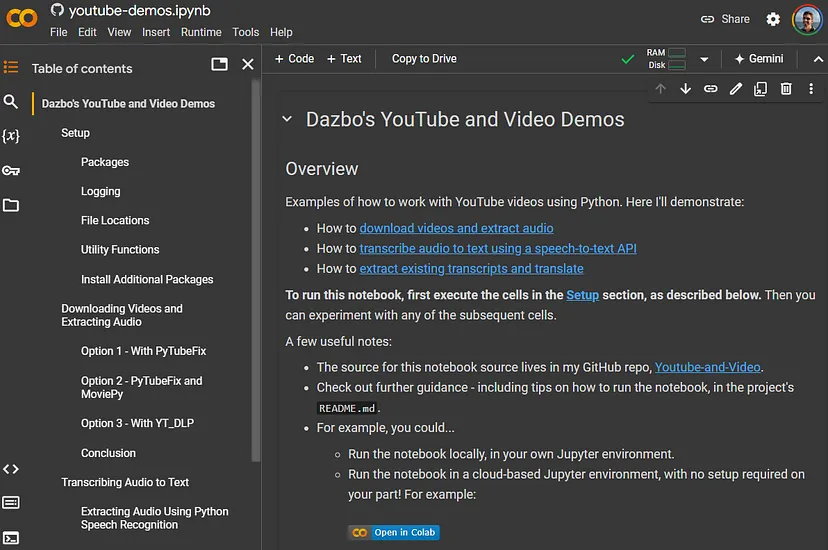 youtube-demos.ipynb
File Edit View Insert Runtime Tools Help
Share
Table of contents
Dazbo's YouTube and Video Demos
Setup
Packages
Logging
File Locations
Utility Functions
Install Additional Packages
Downloading Videos and
Extracting Audio
Option 1 - With PyTubeFix
Option 2 - PyTubeFix and
MoviePy
Option 3 - With YT_DLP
Conclusion
Transcribing Audio to Text
Extracting Audio Using Python
Speech Recognition
+ Code + Text Copy to Drive
RAM
Disk
Gemini
Dazbo's YouTube and Video Demos
Overview
Examples of how to work with YouTube videos using Python. Here I'll demonstrate:
• How to download videos and extract audio
• How to transcribe audio to text using a speech-to-text API
• How to extract existing transcripts and translate
To run this notebook, first execute the cells in the Setup section, as described below. Then you
can experiment with any of the subsequent cells.
A few useful notes:
• The source for this notebook source lives in my GitHub repo, Youtube-and-Video.
• Check out further guidance - including tips on how to run the notebook, in the project's
README.md.
• For example, you could...
◦ Run the notebook locally, in your own Jupyter environment.
◦ Run the notebook in a cloud-based Jupyter environment, with no setup required on
your part! For example:
Open in Colab